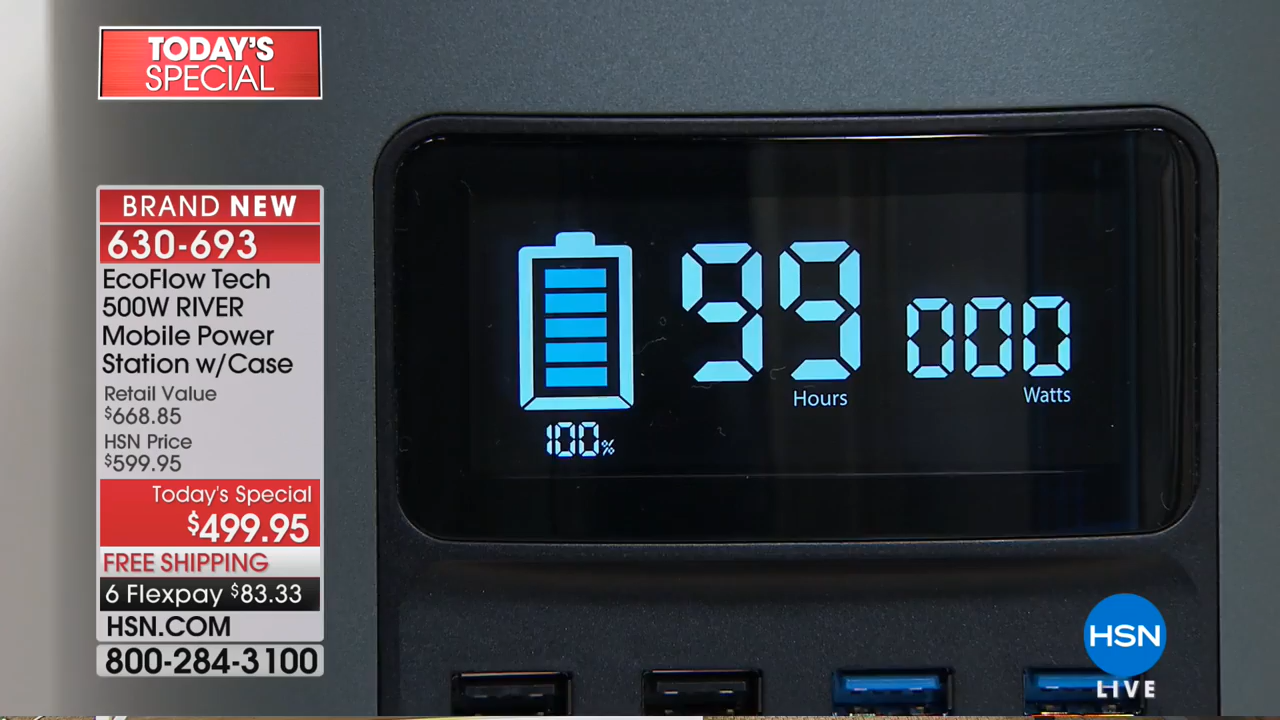 TODAY'S
SPECIAL
BRAND NEW
630-693
EcoFlow Tech
500W RIVER
Mobile Power
Station w/Case
Retail Value
$668.85
HSN Price
$599.95
Today's Special
$499.95
FREE SHIPPING
6 Flexpay $83.33
HSN.COM
800-284-3100
99
Hours
000
Watts
100%
HSN
LIVE